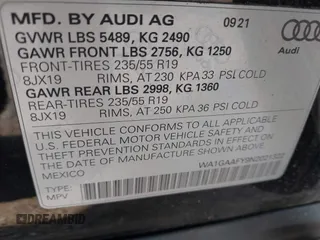 MFD. BY AUDI AG 09 21
GVWR LBS 5489, KG 2490
GAWR FRONT LBS 2756, KG 1250
FRONT-TIRES 235/55 R19
8JX19 RIMS, AT 230 KPA 33 PSI COLD
GAWR REAR LBS 2998, KG 1360
REAR-TIRES 235/55 R19
8JX19 RIMS, AT 250 KPA 36 PSI COLD
Audi
THIS VEHICLE CONFORMS TO ALL APPLICABLE
U.S. FEDERAL MOTOR VEHICLE SAFETY AND
THEFT PREVENTION STANDARDS IN EFFECT ON
THE DATE OF MANUFACTURE SHOWN ABOVE.
MEXICO
TYPE:
MPV
DREAMBID